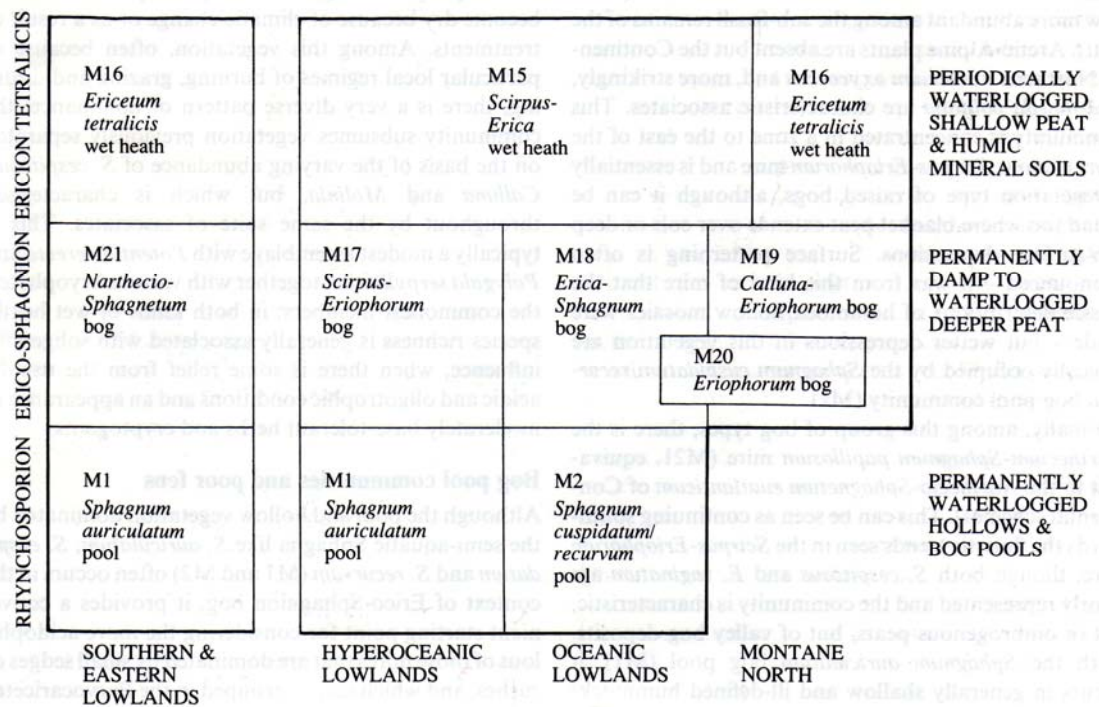 ERICION TETRALICIS
M16
Ericetum
tetralicis
wet heath
M15
Scirpus-
Erica
wet heath
M16
Ericetum
tetralicis
wet heath
PERIODICALLY
WATERLOGGED
SHALLOW PEAT
& HUMIC
MINERAL SOILS
ERICO-SPHAGNION
M21
Narthecio-
Sphagnetum
bog
M17
Scirpus-
Eriophorum
bog
M18
Erica-
Sphagnum
bog
M19
Calluna-
Eriophorum bog
M20
Eriophorum bog
PERMANENTLY
DAMP TO
WATERLOGGED
DEEPER PEAT
RHYNCHOSPORION
M1
Sphagnum
auriculatum
pool
M1
Sphagnum
auriculatum
pool
M2
Sphagnum
cuspidatum/
recurvum
pool
PERMANENTLY
WATERLOGGED
HOLLOWS &
BOG POOLS
SOUTHERN &
EASTERN
LOWLANDS
HYPEROCEANIC
LOWLANDS
OCEANIC
LOWLANDS
MONTANE
NORTH